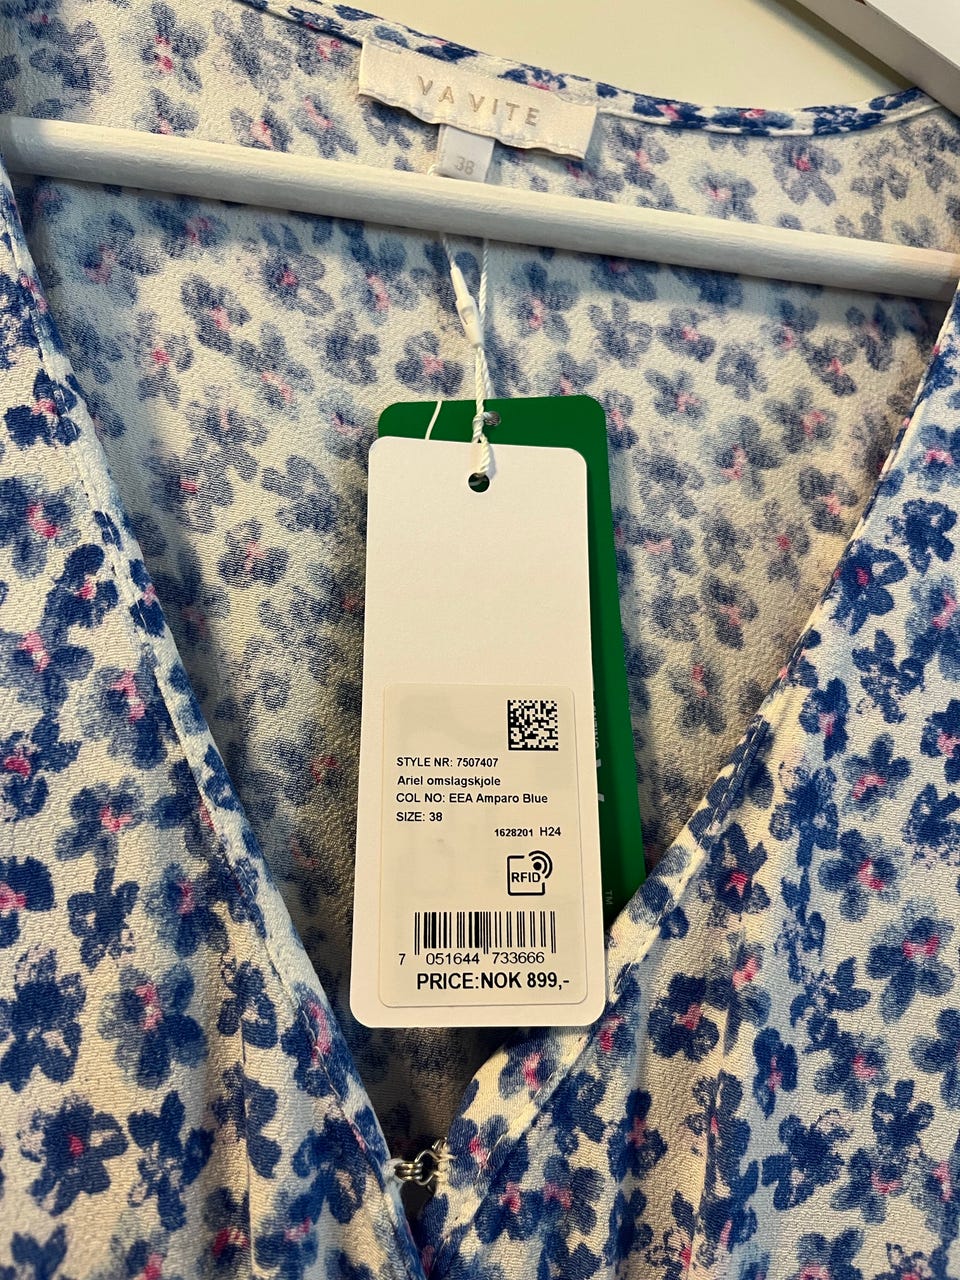 VAVITE
38
STYLE NR: 7507407
Ariel omslagskjole
COL NO: EEA Amparo Blue
SIZE: 38
1628201 H24
RFID
7 051644 733666
PRICE:NOK 899,-
TM